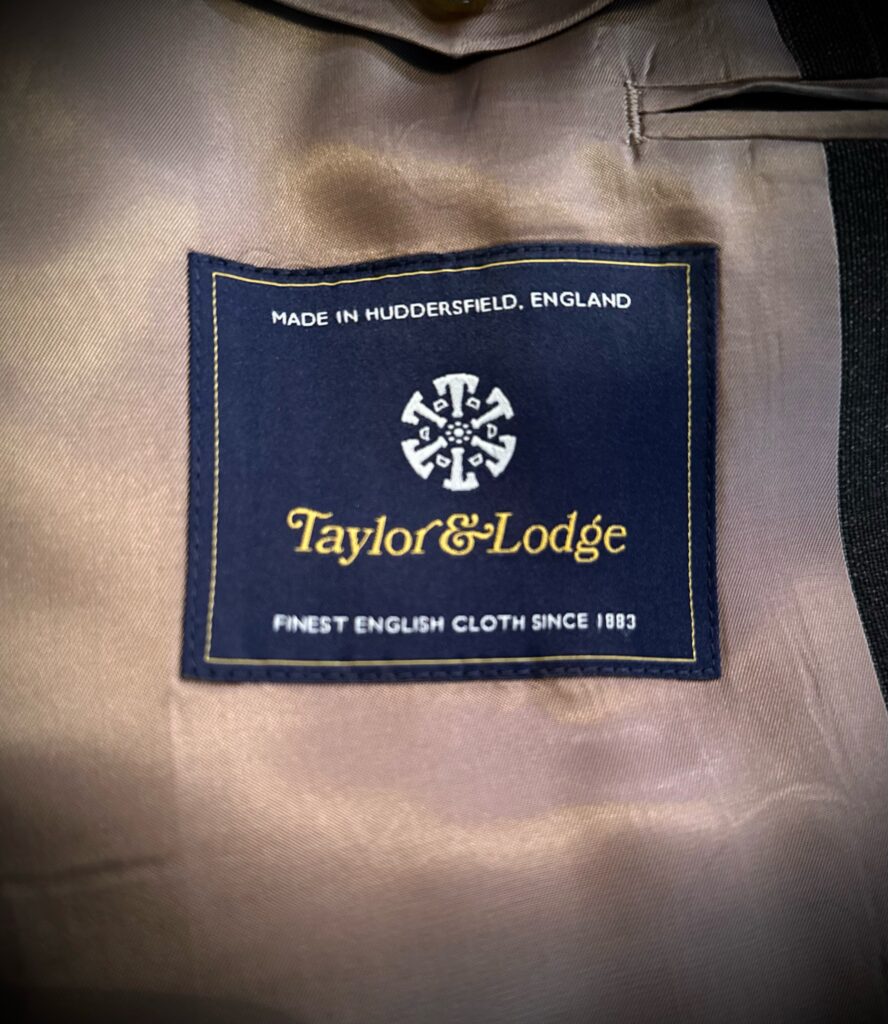 MADE IN HUDDERSFIELD, ENGLAND
Taylor&Lodge
FINEST ENGLISH CLOTH SINCE 1883